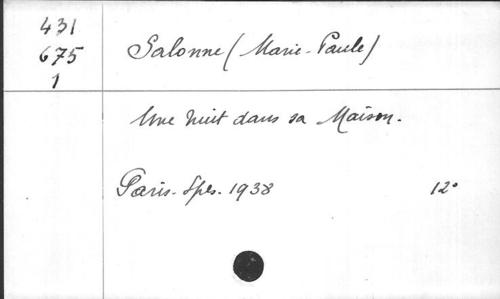 431
675
1
Salonne (Marie-Paule)
Une nuit dans sa Maison.
Paris. Spes. 1938 12°